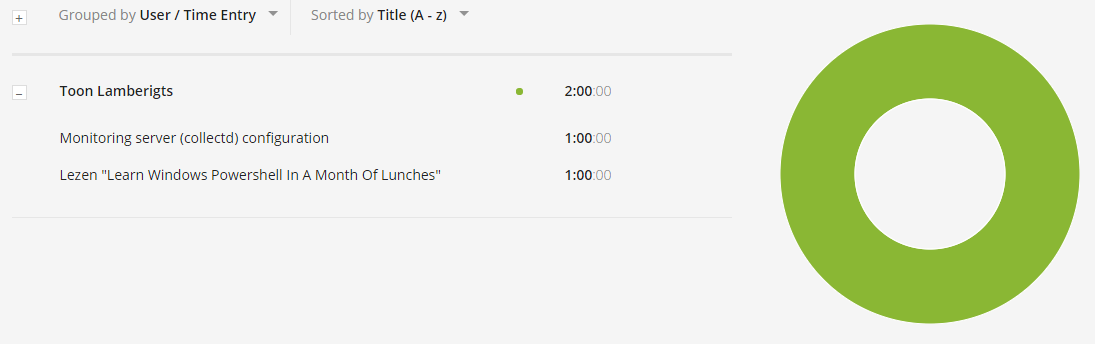 Grouped by User / Time Entry Sorted by Title (A - z)
Toon Lamberigts 2:00:00
Monitoring server (collectd) configuration 1:00:00
Lezen "Learn Windows Powershell In A Month Of Lunches" 1:00:00